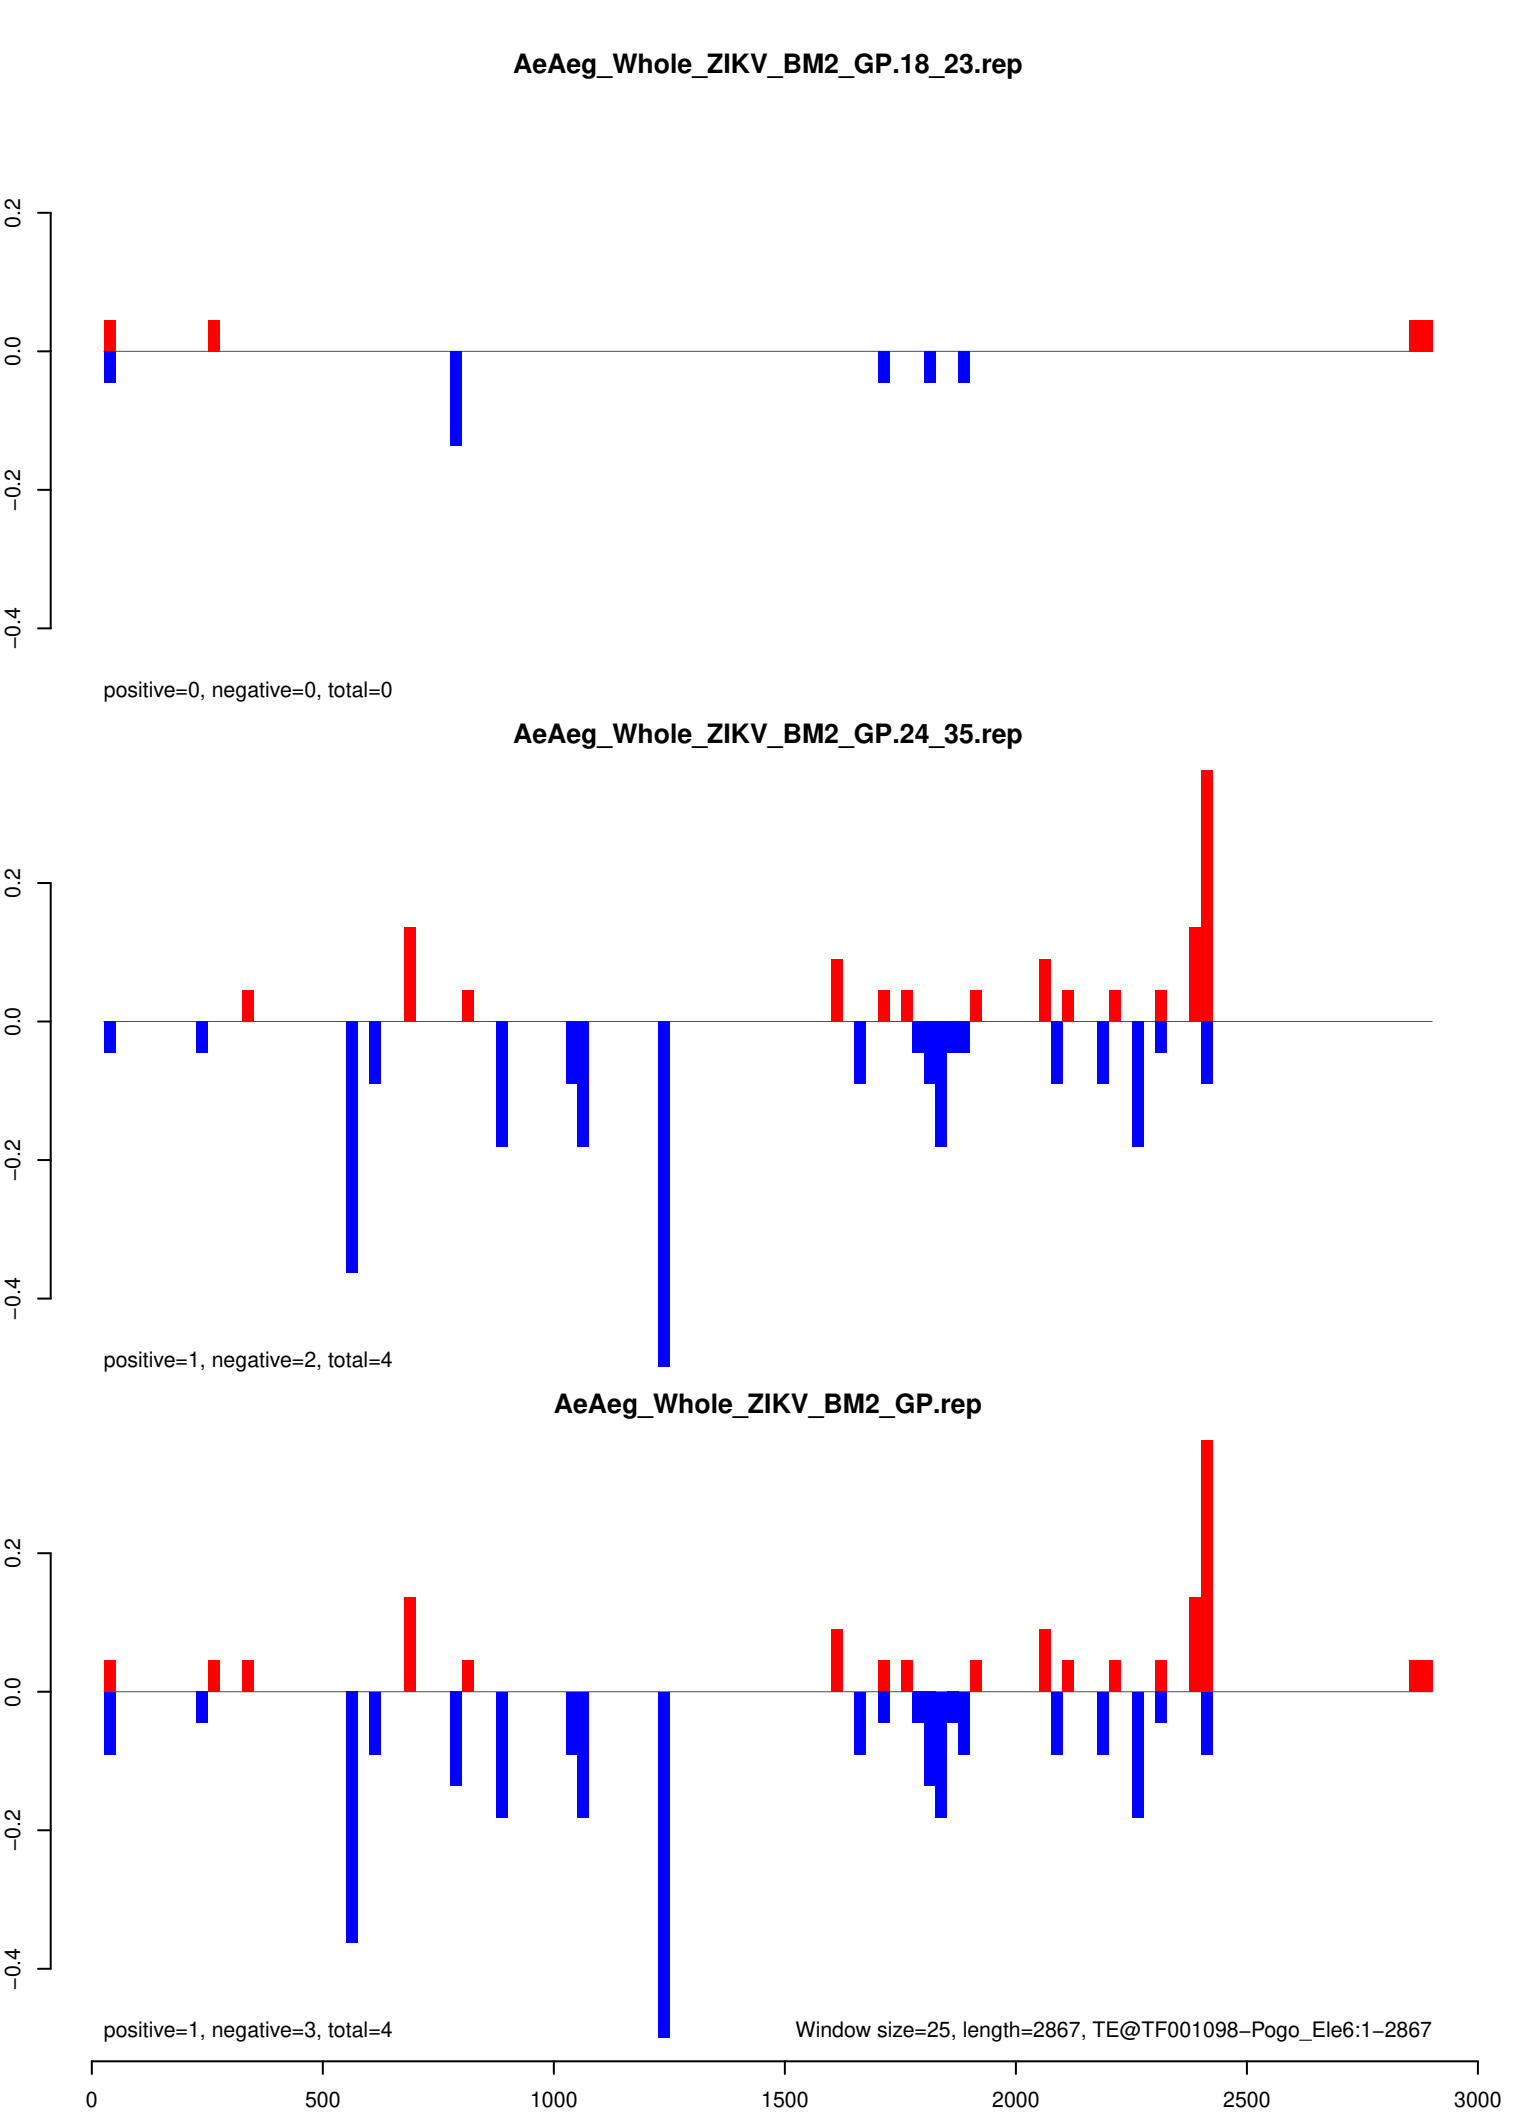 AeAeg_Whole_ZIKV_BM2_GP.18_23.rep
0.2
0.0
−0.2
−0.4
positive=0, negative=0, total=0
AeAeg_Whole_ZIKV_BM2_GP.24_35.rep
0.2
0.0
−0.2
−0.4
positive=1, negative=2, total=4
AeAeg_Whole_ZIKV_BM2_GP.rep
0.2
0.0
−0.2
−0.4
positive=1, negative=3, total=4
Window size=25, length=2867, TE@TF001098−Pogo_Ele6:1−2867
0 500 1000 1500 2000 2500 3000